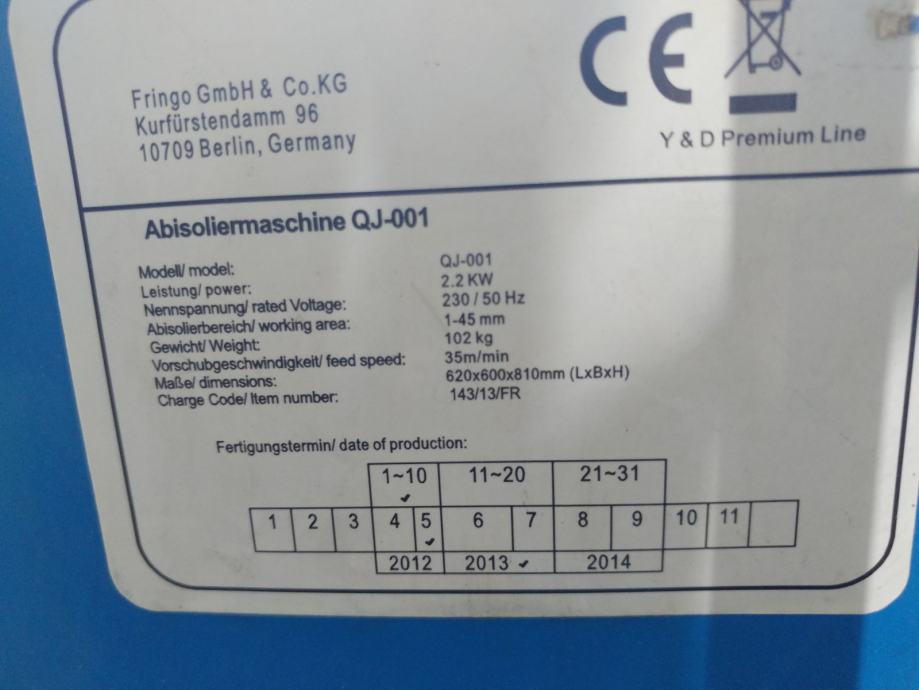 Fringo GmbH & Co.KG
Kurfürstendamm 96
10709 Berlin, Germany
CE
Y & D Premium Line
Abisoliermaschine QJ-001
Modell/ model: QJ-001
Leistung/ power: 2.2 KW
Nennspannung/ rated Voltage: 230 / 50 Hz
Abisolierbereich/ working area: 1-45 mm
Gewicht/ Weight: 102 kg
Vorschubgeschwindigkeit/ feed speed: 35m/min
Maße/ dimensions: 620x600x810mm (LxBxH)
Charge Code/ Item number: 143/13/FR
Fertigungstermin/ date of production:
1~10 11~20 21~31
1 2 3 4 5 6 7 8 9 10 11
2012 2013 2014